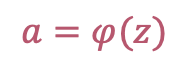 a = φ(z)